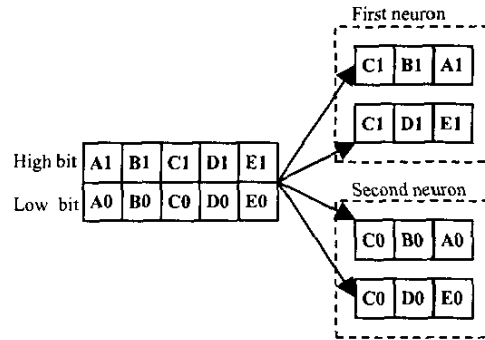 First neuron
C1 B1 A1
C1 D1 E1
High bit A1 B1 C1 D1 E1
Low bit A0 B0 C0 D0 E0
Second neuron
C0 B0 A0
C0 D0 E0